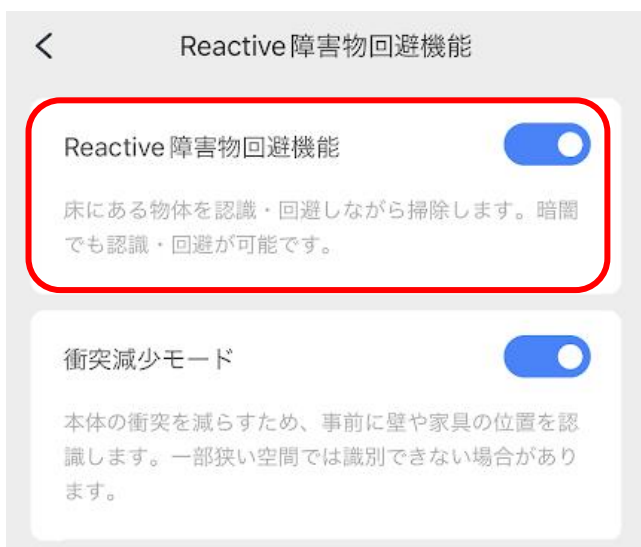 Reactive障害物回避機能
Reactive障害物回避機能
床にある物体を認識・回避しながら掃除します。暗闇
でも認識・回避が可能です。
衝突減少モード
本体の衝突を減らすため、事前に壁や家具の位置を認
識します。一部狭い空間では識別できない場合があり
ます。